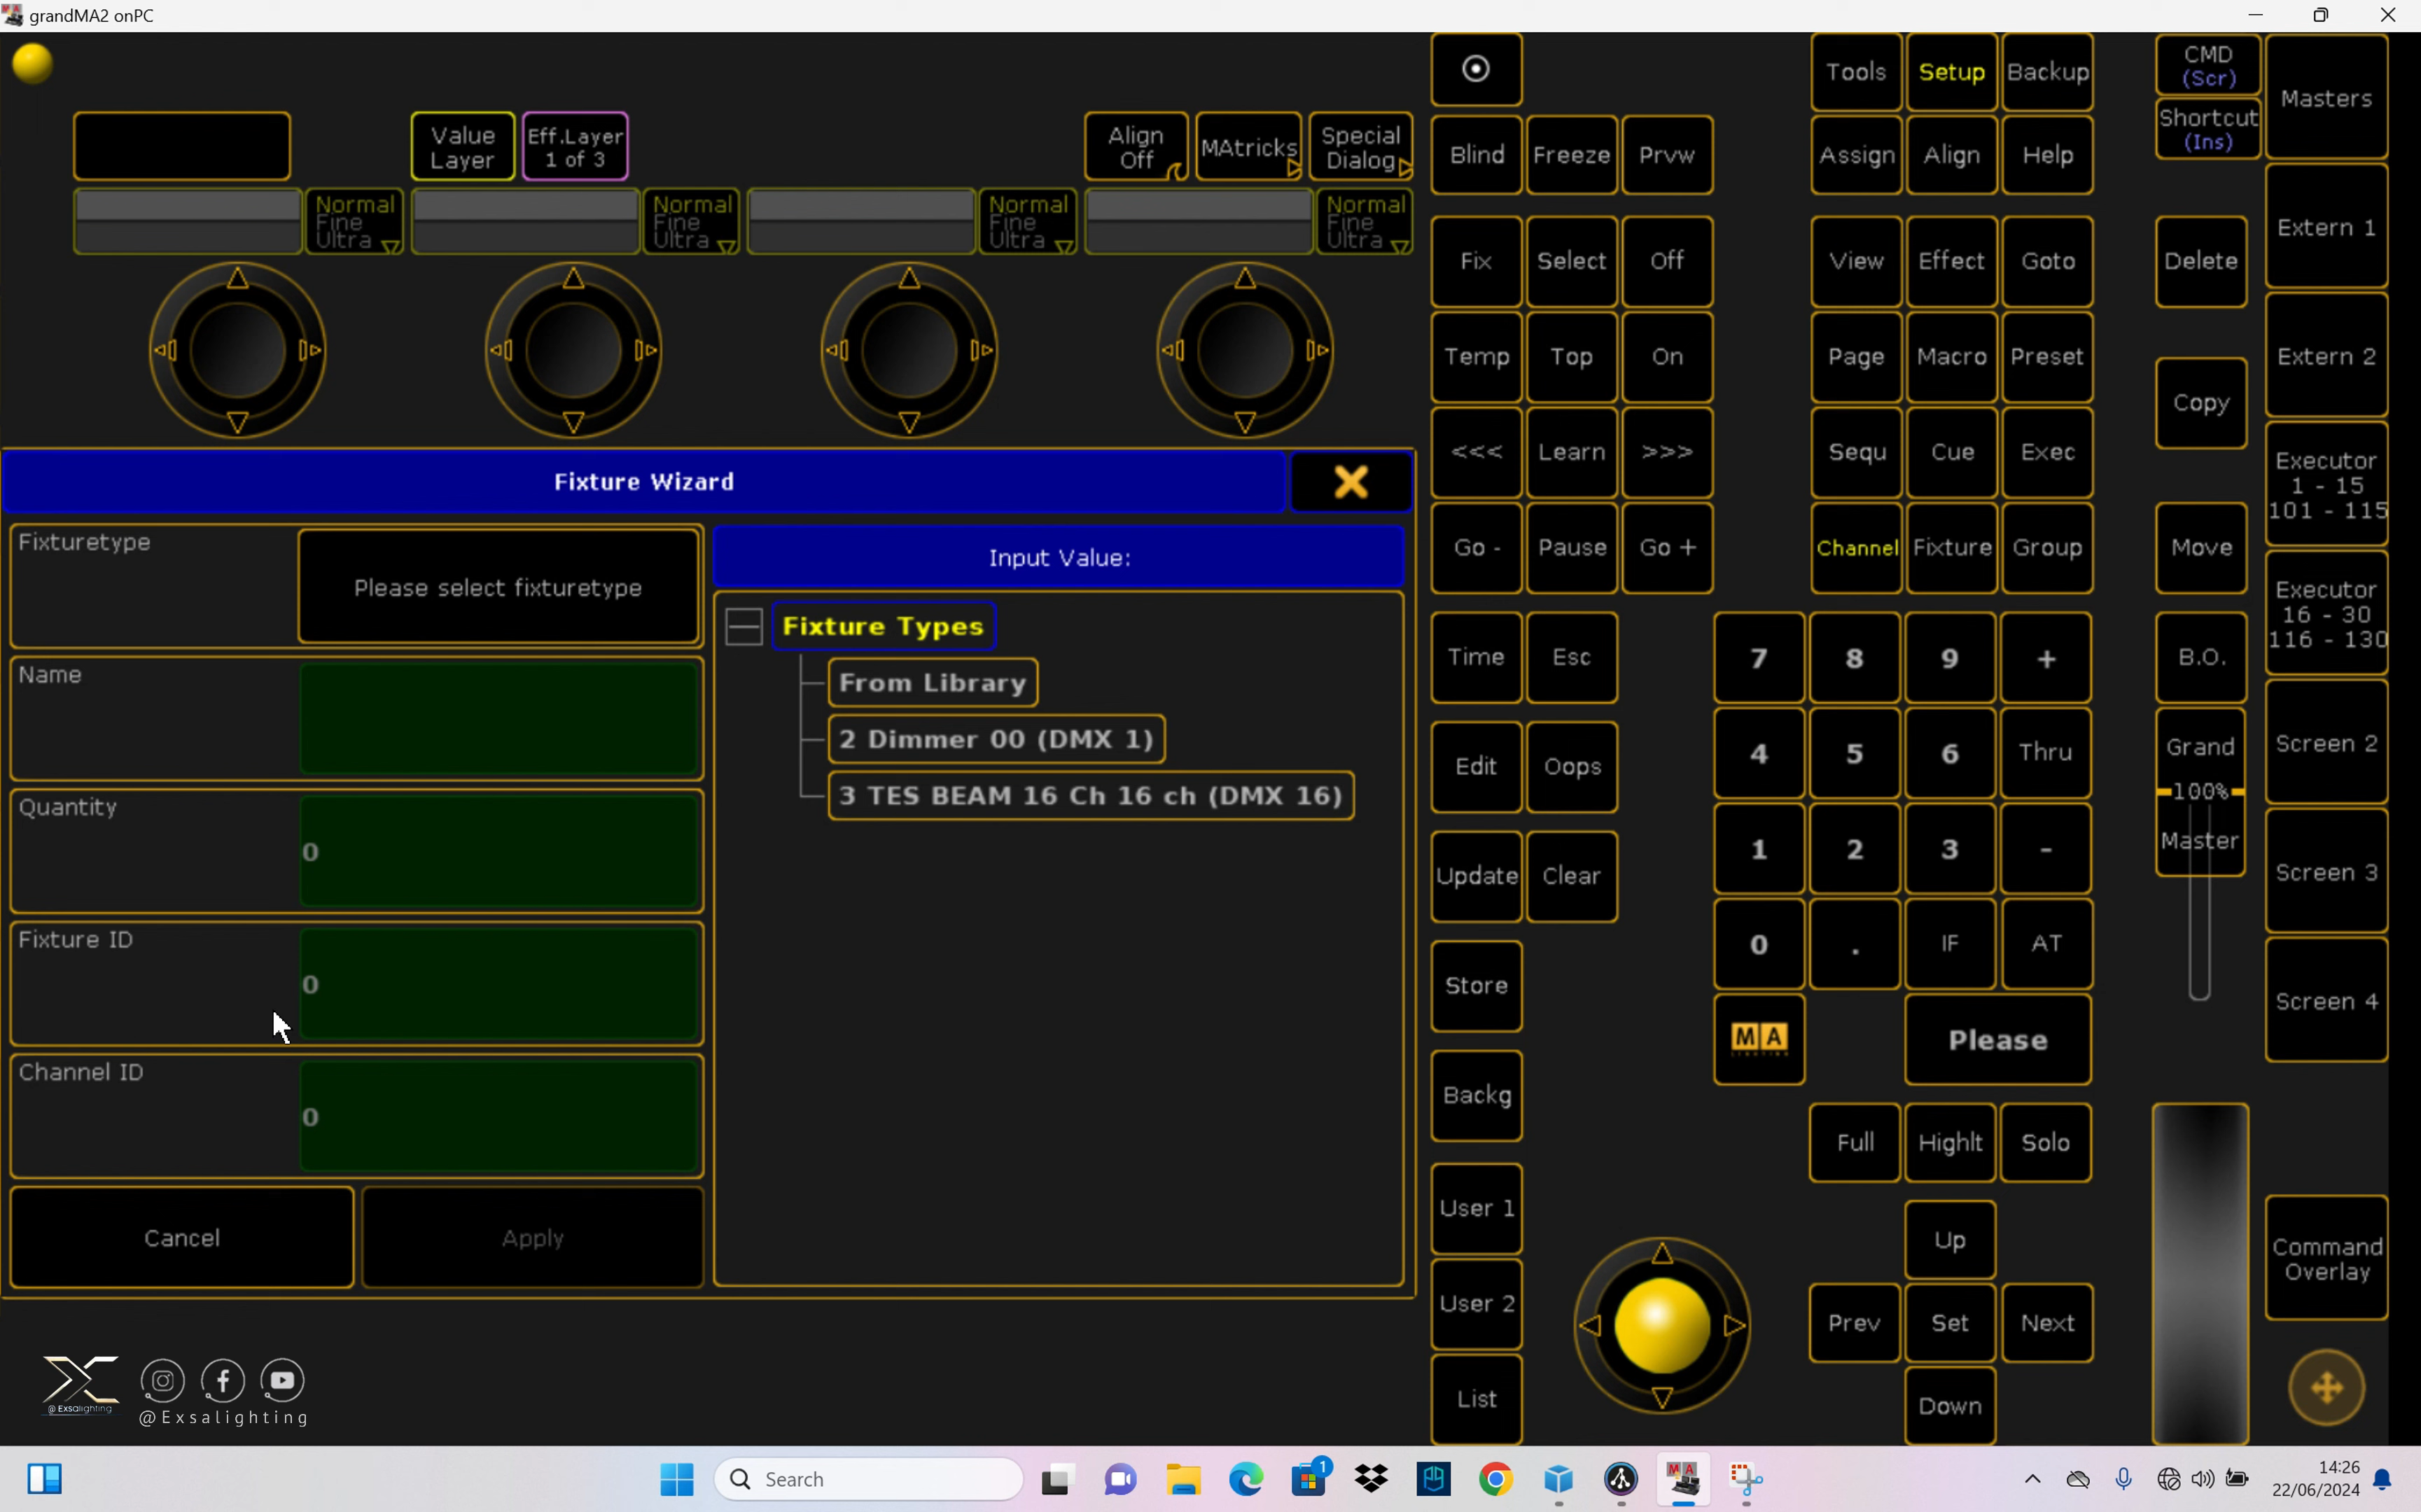 grandMA2 onPC
Value
Layer
Eff.Layer
1 of 3
Align
Off
MAtricks
Special
Dialog
Normal
Fine
Ultra
Normal
Fine
Ultra
Normal
Fine
Ultra
Normal
Fine
Ultra
Fixture Wizard
Fixturetype
Please select fixturetype
Name
Quantity
0
Fixture ID
0
Channel ID
0
Cancel
Apply
Input Value:
Fixture Types
From Library
2 Dimmer 00 (DMX 1)
3 TES BEAM 16 Ch 16 ch (DMX 16)
Tools Setup Backup
Blind Freeze Prvw
Assign Align Help
Fix Select Off
View Effect Goto
Temp Top On
Page Macro Preset
<<< Learn >>>
Sequ Cue Exec
Go - Pause Go +
Channel Fixture Group
Time Esc
7 8 9 +
Edit Oops
4 5 6 Thru
Update Clear
1 2 3 -
Store
0 . IF AT
MA
LIGHTING
Please
Backg
Full Highlt Solo
User 1
Up
User 2
Prev Set Next
List
Down
CMD
(Scr)
Shortcut
(Ins)
Delete
Copy
Move
B.O.
Grand
100%
Master
Masters
Extern 1
Extern 2
Executor
1 - 15
101 - 115
Executor
16 - 30
116 - 130
Screen 2
Screen 3
Screen 4
Command
Overlay
@ Exsalighting
@Exsalighting
Search
1
MA
14:26
22/06/2024